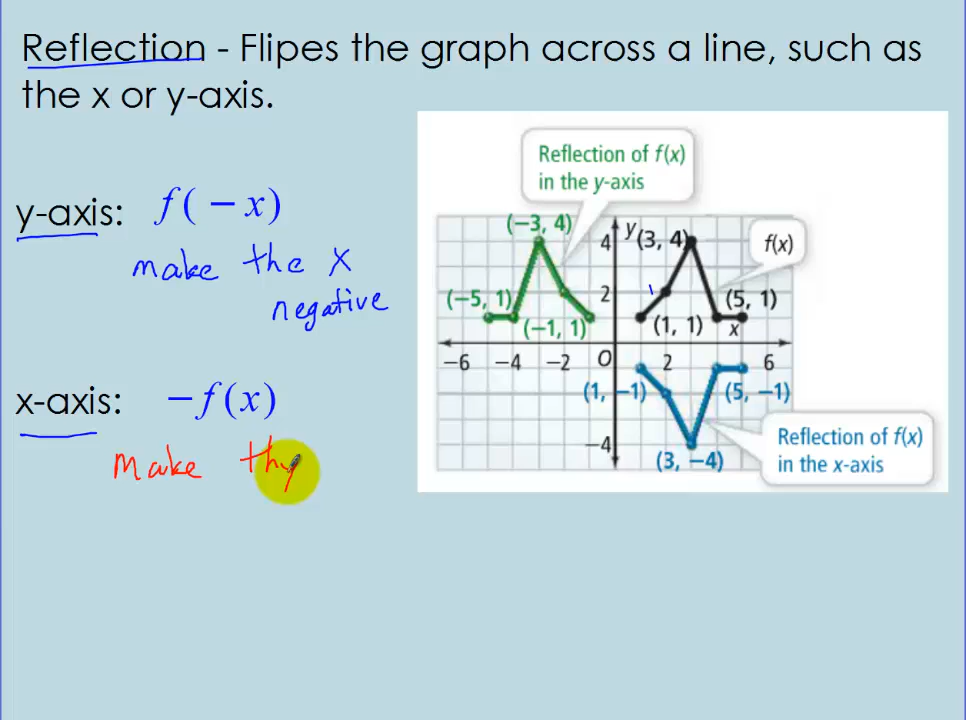 Reflection - Flipes the graph across a line, such as
the x or y-axis.
y-axis: f(−x)
make the x
negative
x-axis: −f(x)
Make thy
Reflection of f(x)
in the y-axis
(−3, 4)
4
y
(3, 4)
f(x)
(−5, 1)
2
(5, 1)
(−1, 1)
(1, 1)
x
−6
−4
−2
O
2
6
(1, −1)
(5, −1)
−4
(3, −4)
Reflection of f(x)
in the x-axis